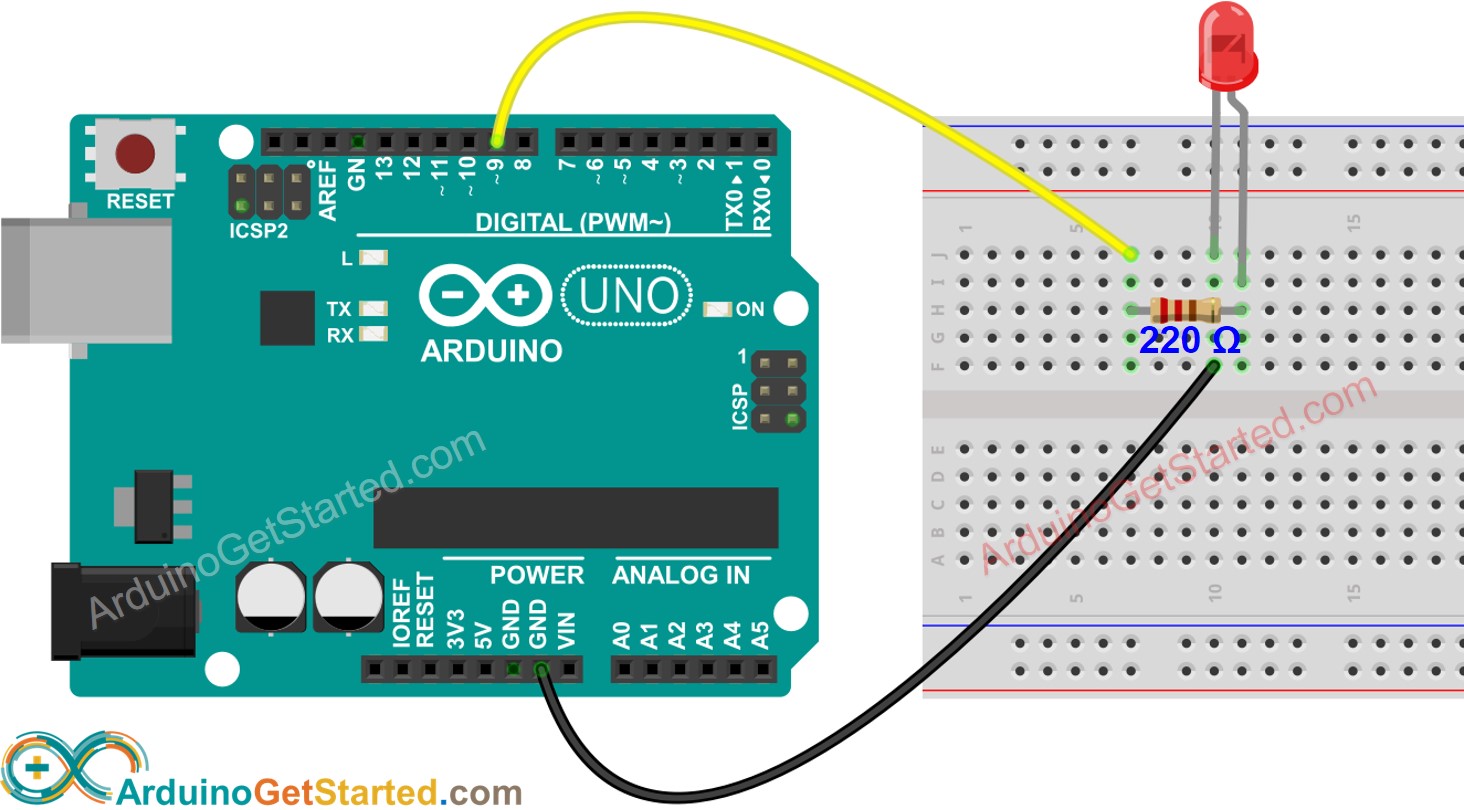 RESET
ICSP2
AREF
GN
13
12
~11
~10
~9
8
7
~6
~5
4
~3
2
TX0▸1
RX0◂0
DIGITAL (PWM~)
L
TX
RX
UNO
ARDUINO
ON
1
ICSP
ArduinoGetStarted.com
POWER
ANALOG IN
IOREF
RESET
3V3
5V
GND
GND
VIN
A0
A1
A2
A3
A4
A5
1
5
10
15
J
I
H
G
F
220 Ω
ArduinoGetStarted.com
E
D
C
B
A
1
5
10
15
ArduinoGetStarted.com